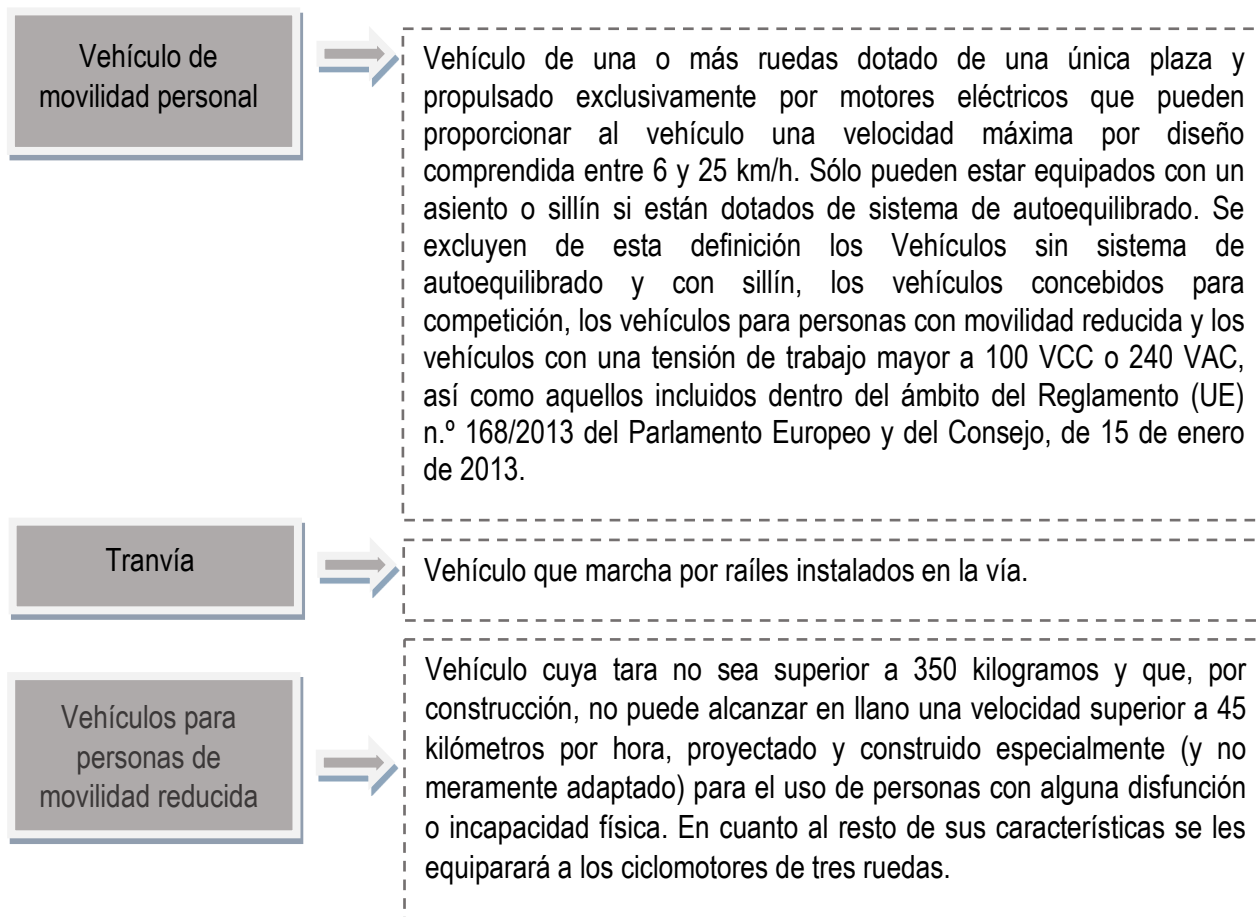 Vehículo de
movilidad personal
Vehículo de una o más ruedas dotado de una única plaza y
propulsado exclusivamente por motores eléctricos que pueden
proporcionar al vehículo una velocidad máxima por diseño
comprendida entre 6 y 25 km/h. Sólo pueden estar equipados con un
asiento o sillín si están dotados de sistema de autoequilibrado. Se
excluyen de esta definición los Vehículos sin sistema de
autoequilibrado y con sillín, los vehículos concebidos para
competición, los vehículos para personas con movilidad reducida y los
vehículos con una tensión de trabajo mayor a 100 VCC o 240 VAC,
así como aquellos incluidos dentro del ámbito del Reglamento (UE)
n.º 168/2013 del Parlamento Europeo y del Consejo, de 15 de enero
de 2013.
Tranvía
Vehículo que marcha por raíles instalados en la vía.
Vehículos para
personas de
movilidad reducida
Vehículo cuya tara no sea superior a 350 kilogramos y que, por
construcción, no puede alcanzar en llano una velocidad superior a 45
kilómetros por hora, proyectado y construido especialmente (y no
meramente adaptado) para el uso de personas con alguna disfunción
o incapacidad física. En cuanto al resto de sus características se les
equiparará a los ciclomotores de tres ruedas.